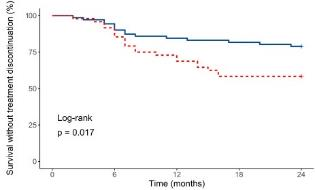 Survival without treatment discontinuation (%)
100
75
50
25
0
Log-rank
p = 0.017
0
6
12
18
24
Time (months)